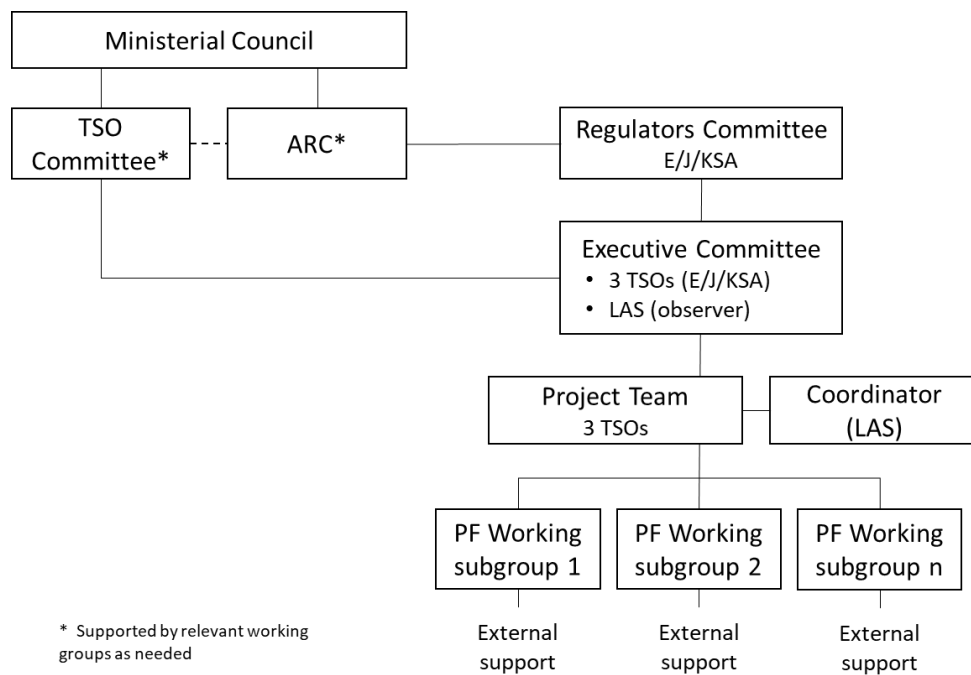 Ministerial Council
TSO
Committee*
ARC*
Regulators Committee
E/J/KSA
Executive Committee
• 3 TSOs (E/J/KSA)
• LAS (observer)
Project Team
3 TSOs
Coordinator
(LAS)
PF Working
subgroup 1
PF Working
subgroup 2
PF Working
subgroup n
External
support
External
support
External
support
* Supported by relevant working
groups as needed